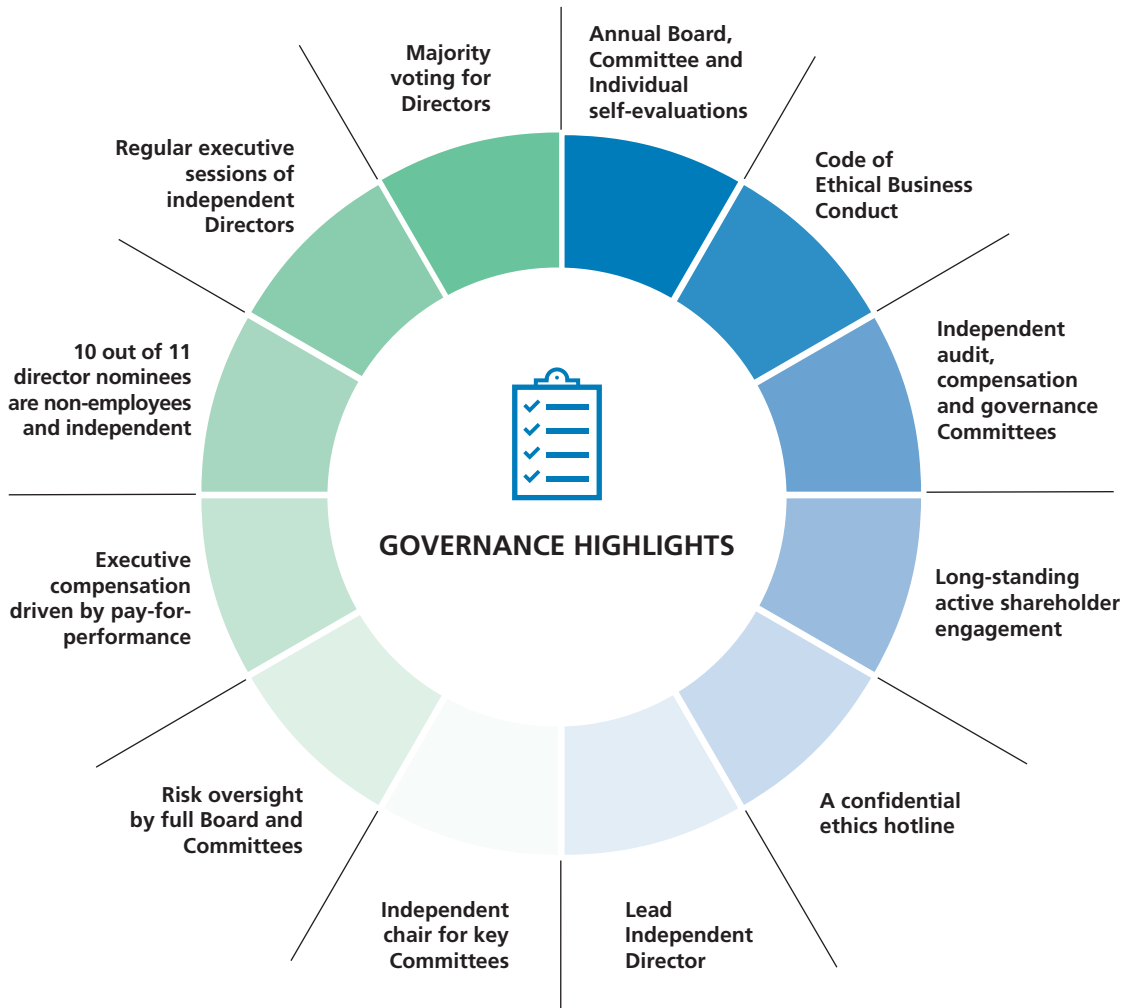 Annual Board,
Committee and
Individual
self-evaluations
Code of
Ethical Business
Conduct
Independent
audit,
compensation
and governance
Committees
Long-standing
active shareholder
engagement
A confidential
ethics hotline
Lead
Independent
Director
Independent
chair for key
Committees
Risk oversight
by full Board and
Committees
Executive
compensation
driven by pay-for-
performance
10 out of 11
director nominees
are non-employees
and independent
Regular executive
sessions of
independent
Directors
Majority
voting for
Directors
GOVERNANCE HIGHLIGHTS